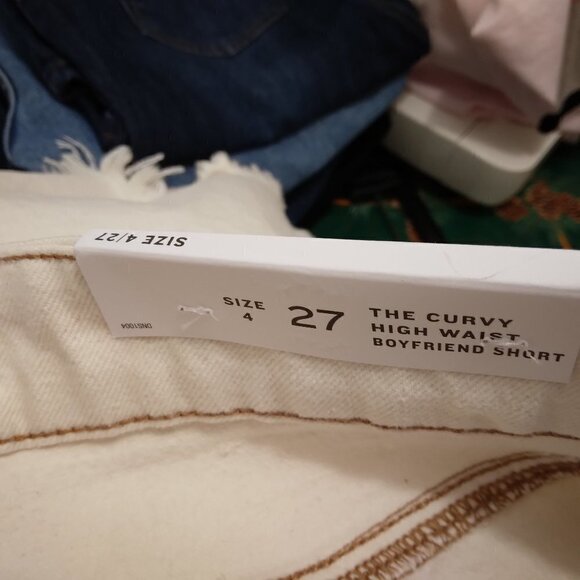 SIZE 4/27
SIZE
4
27
THE CURVY
HIGH WAIST
BOYFRIEND SHORT